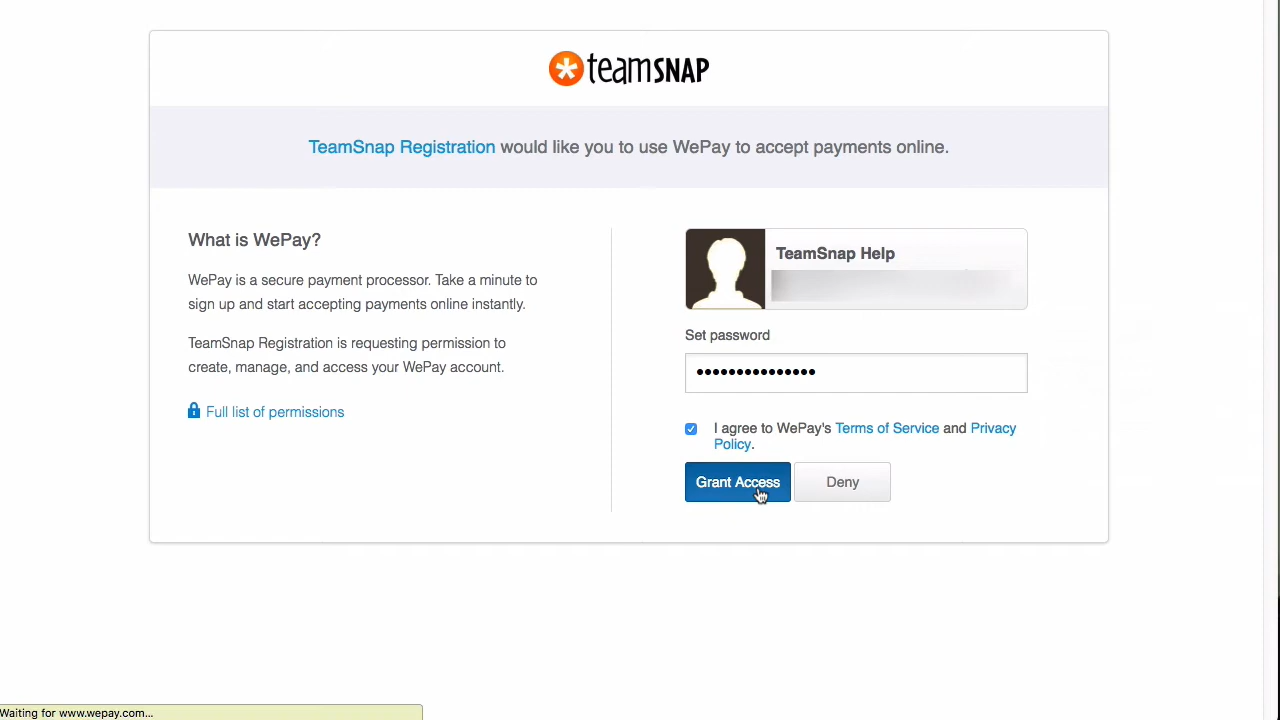 teamSNAP
TeamSnap Registration would like you to use WePay to accept payments online.
What is WePay?
WePay is a secure payment processor. Take a minute to
sign up and start accepting payments online instantly.
TeamSnap Registration is requesting permission to
create, manage, and access your WePay account.
Full list of permissions
TeamSnap Help
Set password
•••••••••••••••
I agree to WePay's Terms of Service and Privacy
Policy.
Grant Access
Deny
Waiting for www.wepay.com...